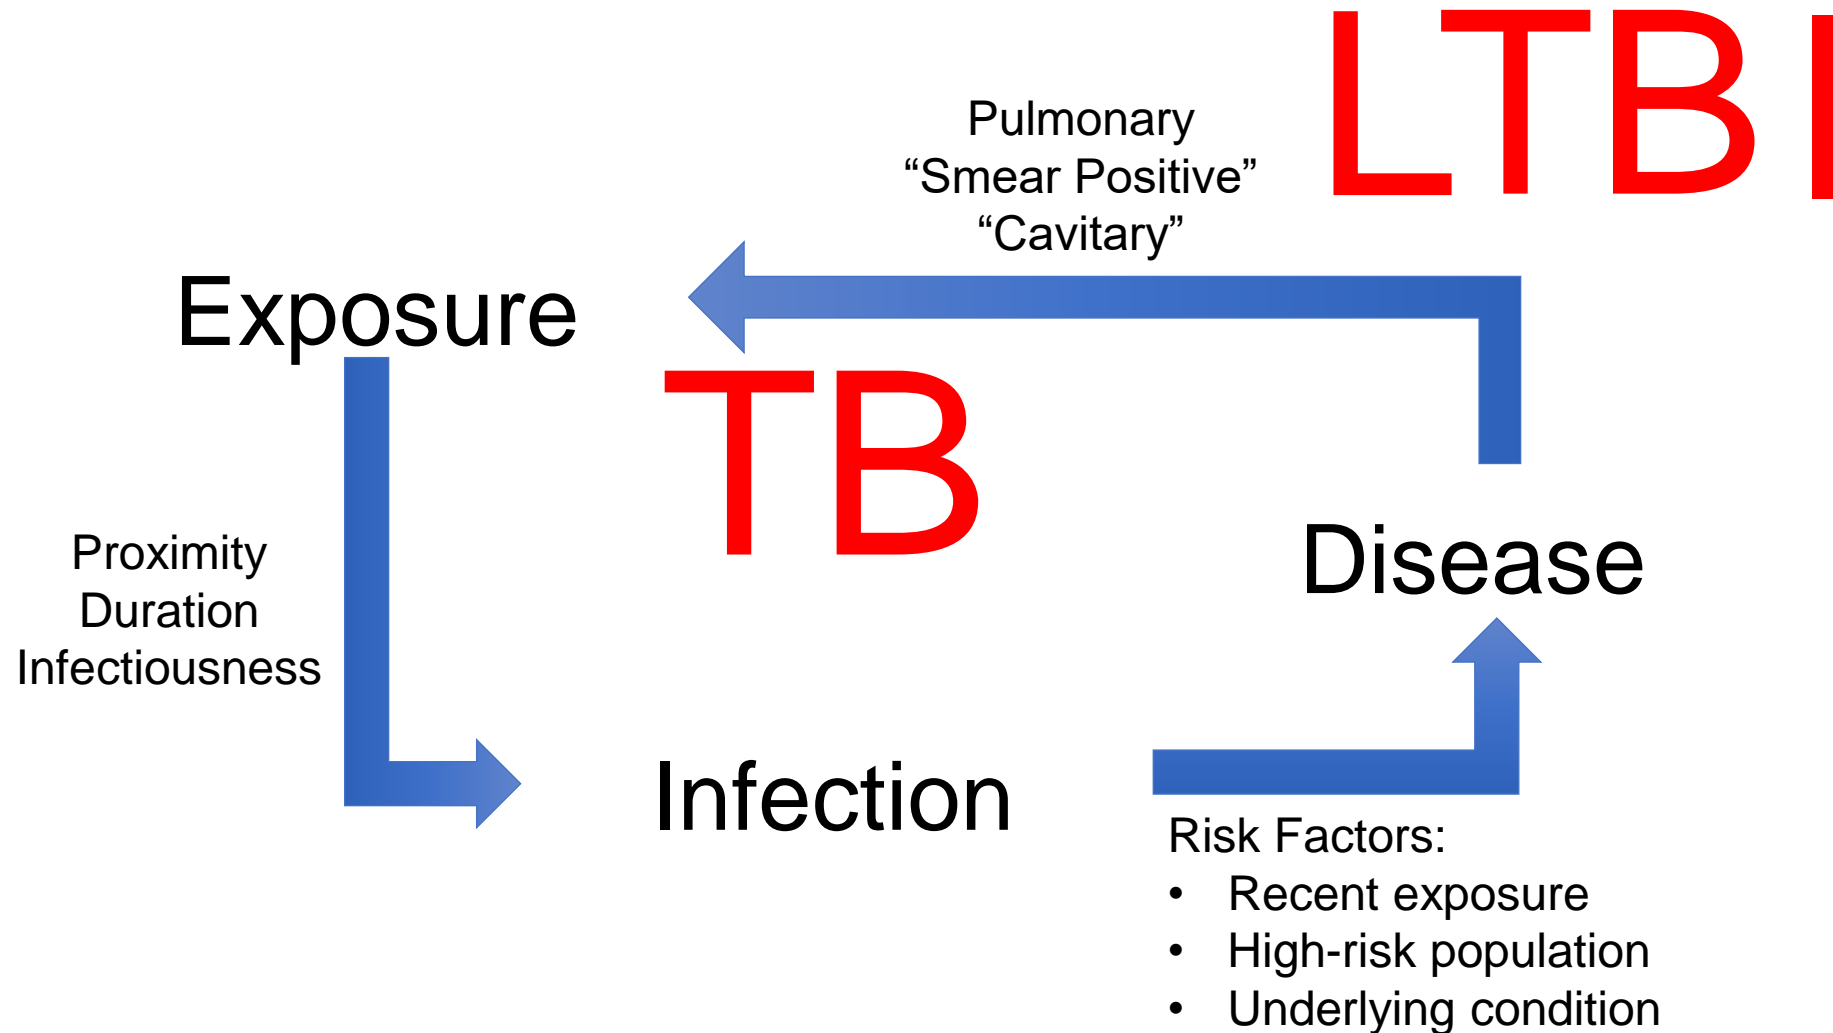 LTBI
Pulmonary
“Smear Positive”
“Cavitary”
Exposure
TB
Proximity
Duration
Infectiousness
Disease
Infection
Risk Factors:
• Recent exposure
• High-risk population
• Underlying condition